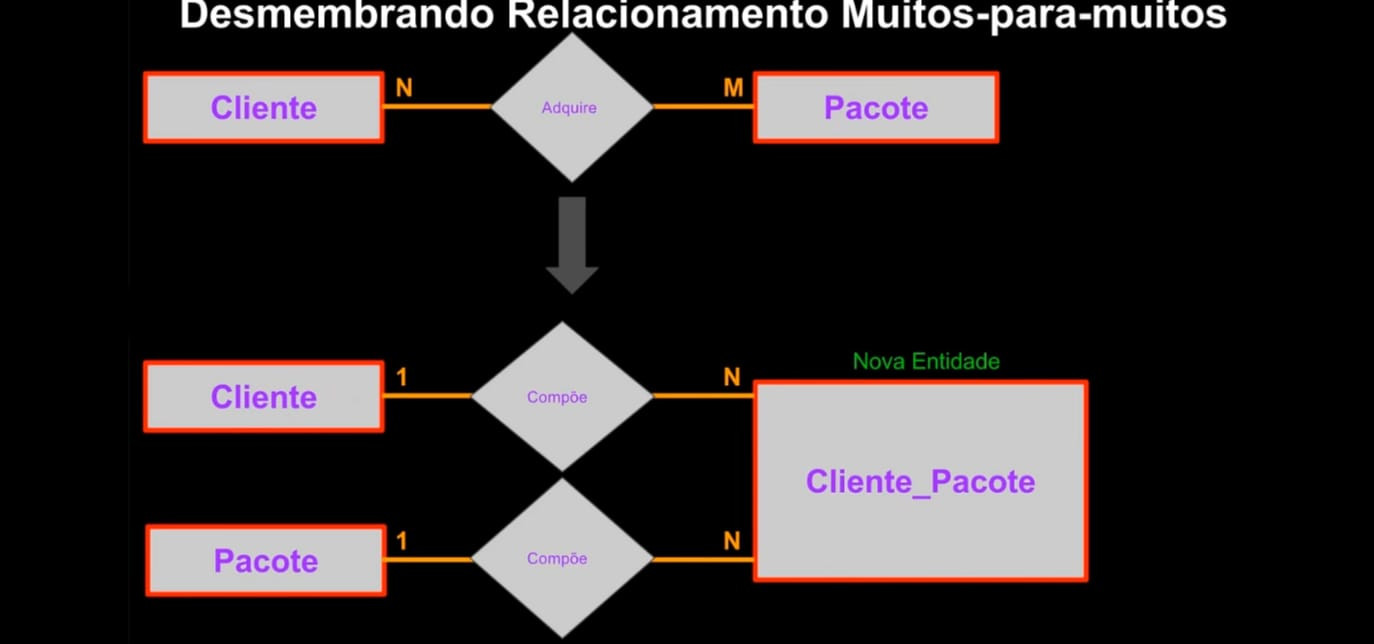 Desmembrando Relacionamento Muitos-para-muitos
Cliente N Adquire M Pacote
Nova Entidade
Cliente 1 Compõe N
Cliente_Pacote
Pacote 1 Compõe N